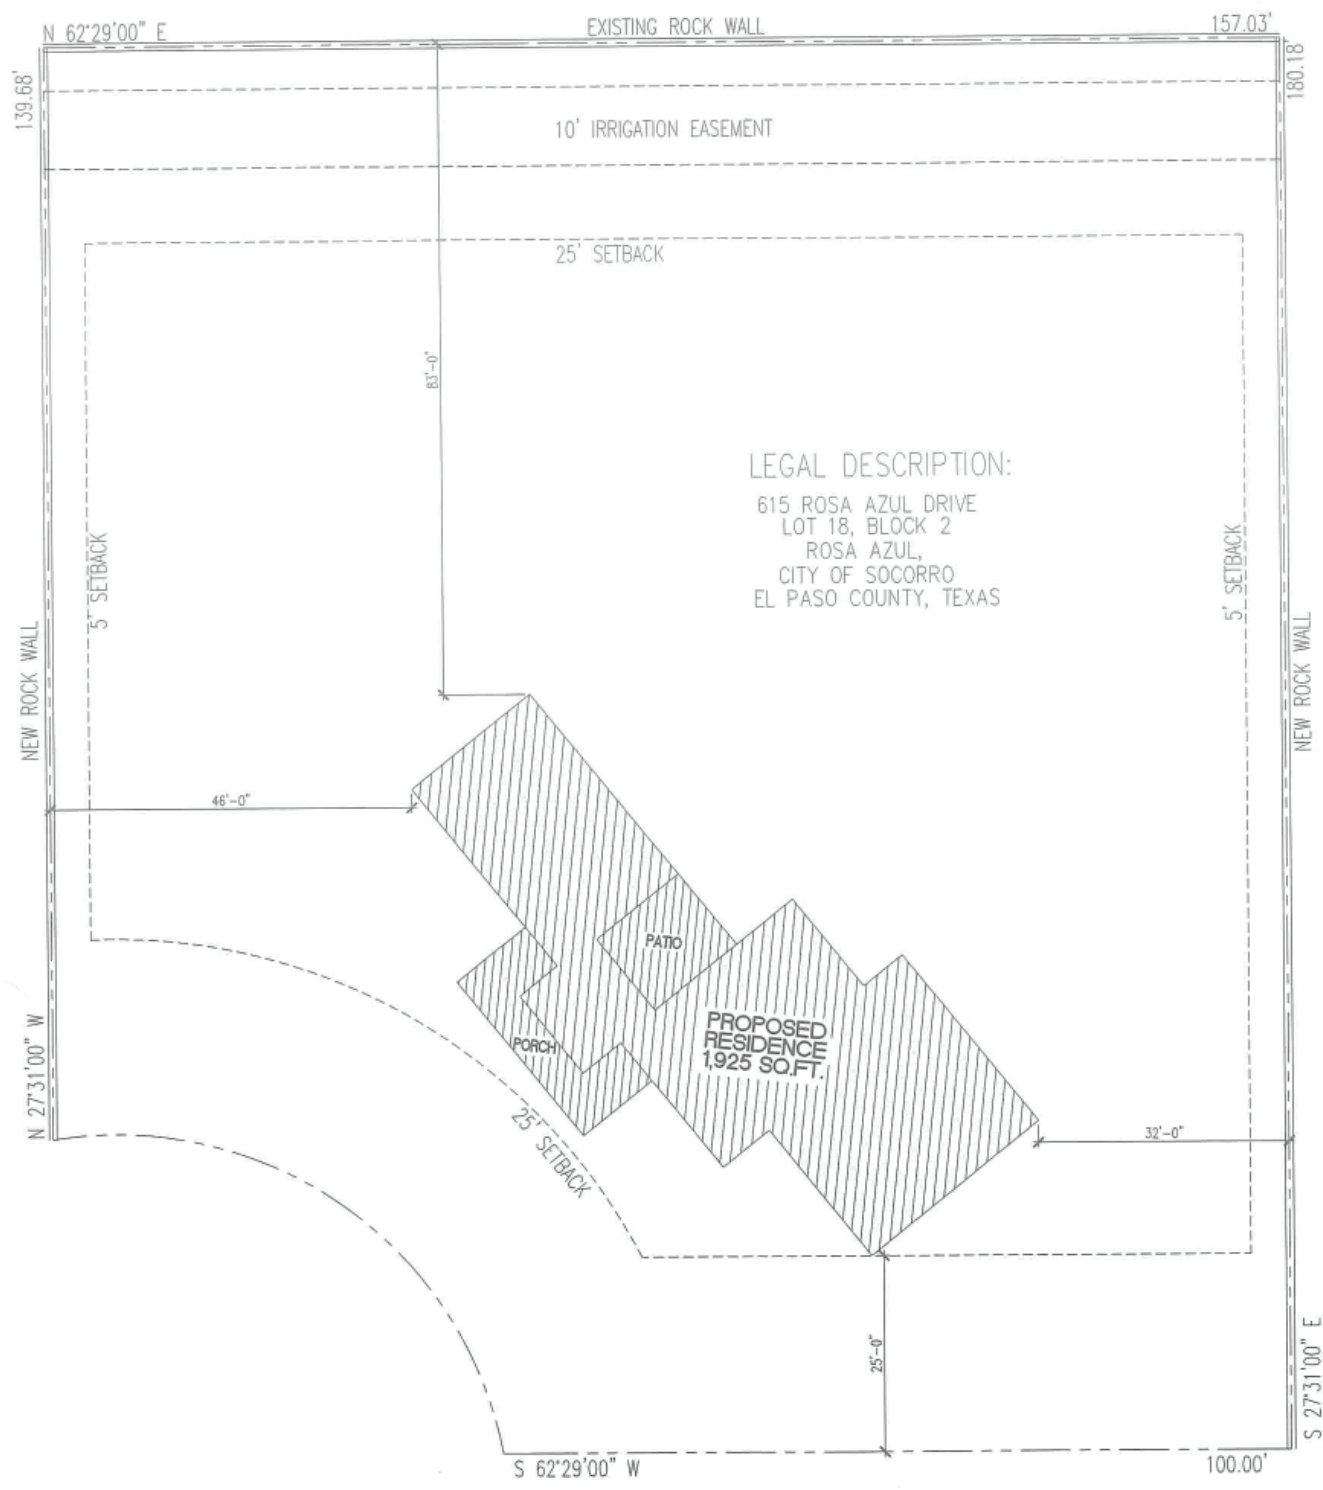 N 62°29'00" E
EXISTING ROCK WALL
157.03'
139.68'
180.18
10' IRRIGATION EASEMENT
25' SETBACK
83'-0"
LEGAL DESCRIPTION:
615 ROSA AZUL DRIVE
LOT 18, BLOCK 2
ROSA AZUL,
CITY OF SOCORRO
EL PASO COUNTY, TEXAS
5' SETBACK
5' SETBACK
NEW ROCK WALL
NEW ROCK WALL
46'-0"
PATIO
PROPOSED
RESIDENCE
1,925 SQ.FT.
PORCH
N 27°31'00" W
25' SETBACK
32'-0"
25'-0"
S 27°31'00" E
S 62°29'00" W
100.00'